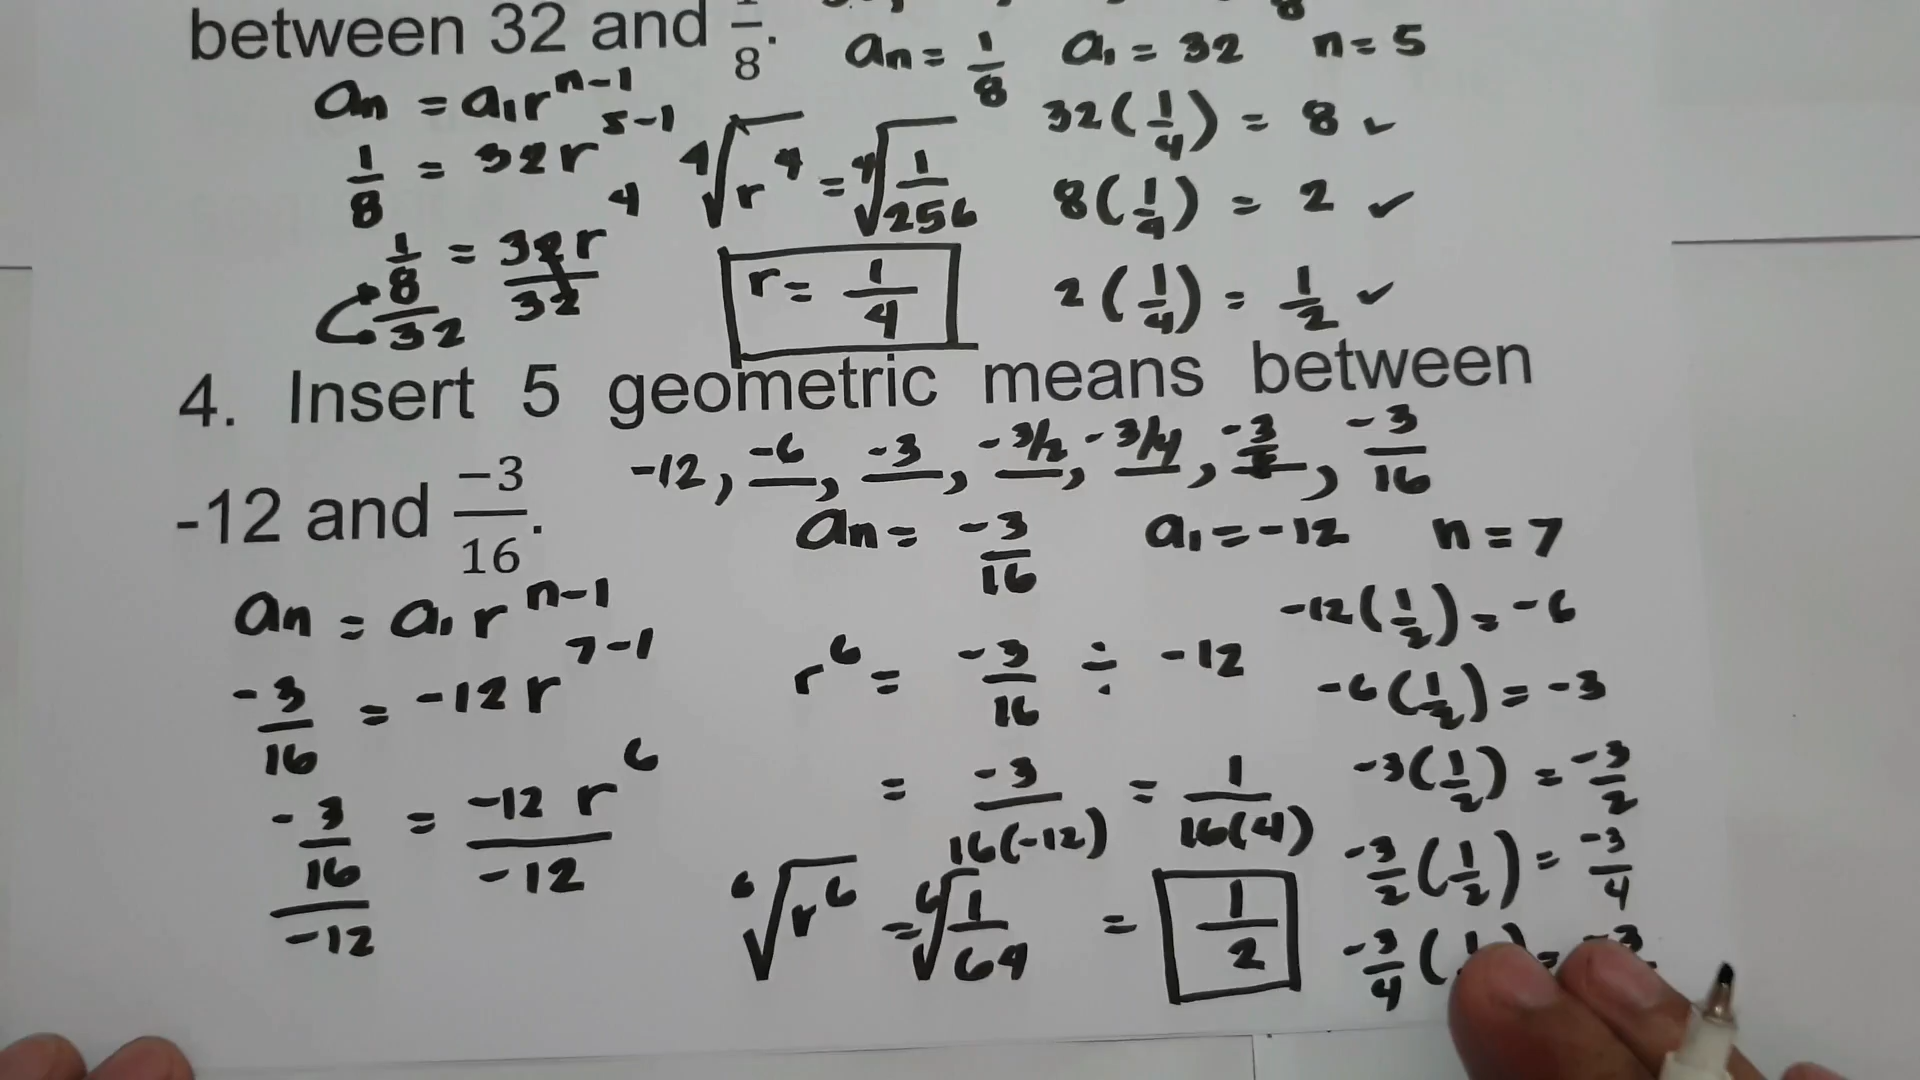 between 32 and 1/8.
an = 1/8 a₁ = 32 n = 5
an = a₁r^(n-1)
1/8 = 32r^(5-1)
(1/8)/32 = 32r^4/32
⁴√r^4 = ⁴√(1/256)
r = 1/4
32(1/4) = 8 ✓
8(1/4) = 2 ✓
2(1/4) = 1/2 ✓
4. Insert 5 geometric means between
-12 and -3/16.
-12, -6, -3, -3/2, -3/4, -3/8, -3/16
an = -3/16 a₁ = -12 n = 7
an = a₁r^(n-1)
-3/16 = -12r^(7-1)
(-3/16)/-12 = -12r^6/-12
r^6 = -3/16 ÷ -12
= -3/16(-12) = 1/16(4)
⁶√r^6 = ⁶√(1/64) = 1/2
-12(1/2) = -6
-6(1/2) = -3
-3(1/2) = -3/2
-3/2(1/2) = -3/4
-3/4( = -3